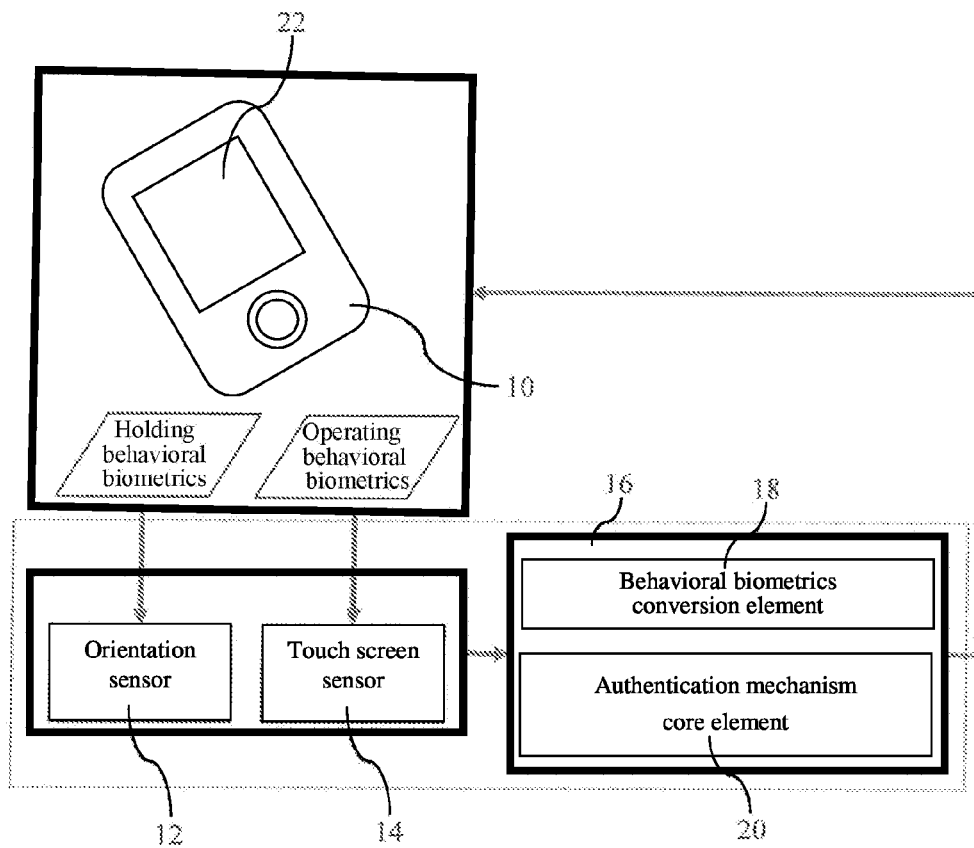 22
10
Holding
behavioral
biometrics
Operating
behavioral
biometrics
16
18
Behavioral biometrics
conversion element
Orientation
sensor
Touch screen
sensor
Authentication mechanism
core element
12
14
20